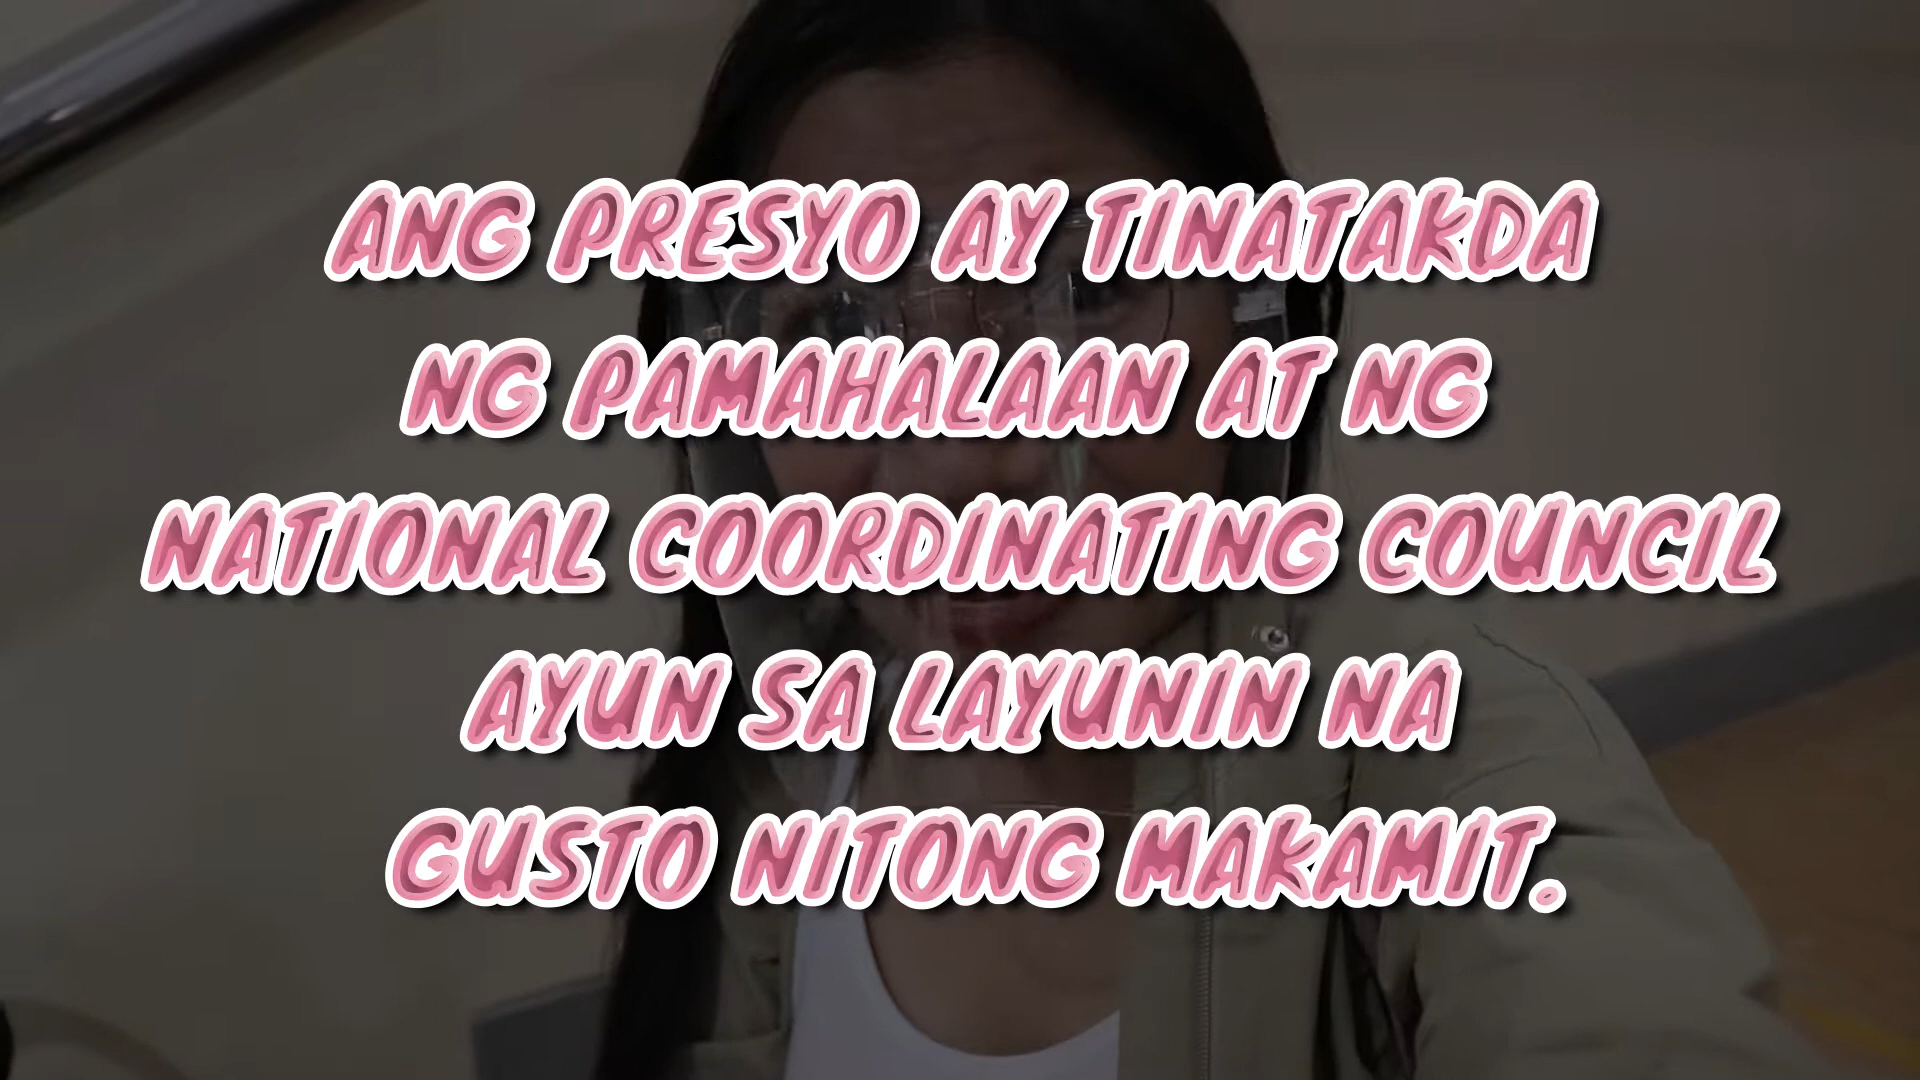 ANG PRESYO AY TINATAKDA
NG PAMAHALAAN AT NG
NATIONAL COORDINATING COUNCIL
AYUN SA LAYUNIN NA
GUSTO NITONG MAKAMIT.